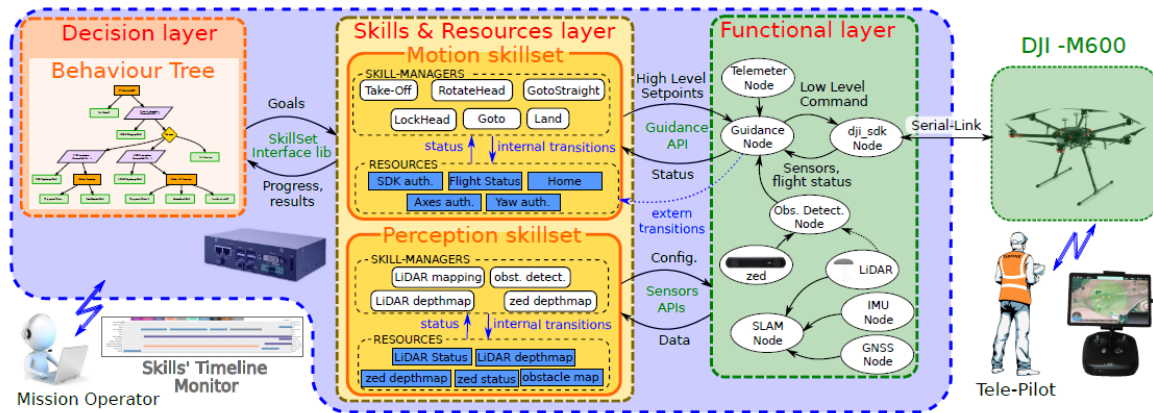 Decision layer
Behaviour Tree
Goals
SkillSet
Interface lib
Progress,
results
Skills & Resources layer
Motion skillset
SKILL-MANAGERS
Take-Off
RotateHead
GotoStraight
LockHead
Goto
Land
status
internal transitions
RESOURCES
SDK auth.
Flight Status
Home
Axes auth.
Yaw auth.
Perception skillset
SKILL-MANAGERS
LiDAR mapping
obst. detect.
LiDAR depthmap
zed depthmap
status
internal transitions
RESOURCES
LiDAR Status
LiDAR depthmap
zed depthmap
zed status
obstacle map
High Level
Setpoints
Guidance
API
Status
extern
transitions
Config.
Sensors
APIs
Data
Functional layer
Telemeter
Node
Low Level
Command
Guidance
Node
dji_sdk
Node
Sensors,
flight status
Obs. Detect.
Node
zed
LiDAR
IMU
Node
SLAM
Node
GNSS
Node
Serial-Link
DJI -M600
Tele-Pilot
Skills' Timeline
Monitor
Mission Operator